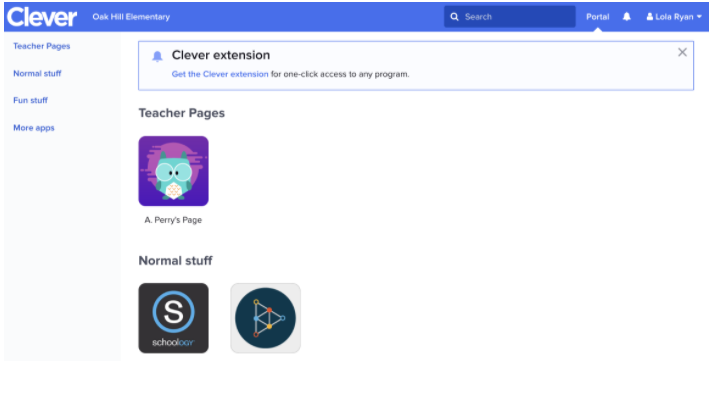 Clever Oak Hill Elementary Search Portal Lola Ryan
Teacher Pages
Normal stuff
Fun stuff
More apps
Clever extension
Get the Clever extension for one-click access to any program.
Teacher Pages
A. Perry's Page
Normal stuff
S
schoology